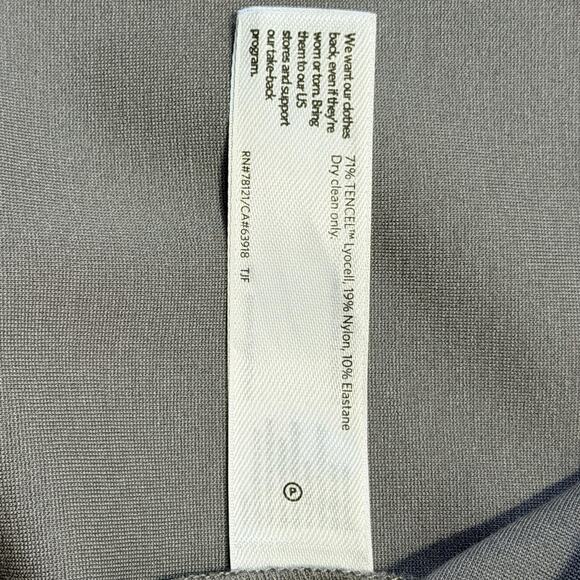 We want our clothes
back, even if they're
worn or torn. Bring
them to our US
stores and support
our take-back
program.
71% TENCEL™ Lyocell, 19% Nylon, 10% Elastane
Dry clean only.
RN#78121/CA#63918 TJF
P